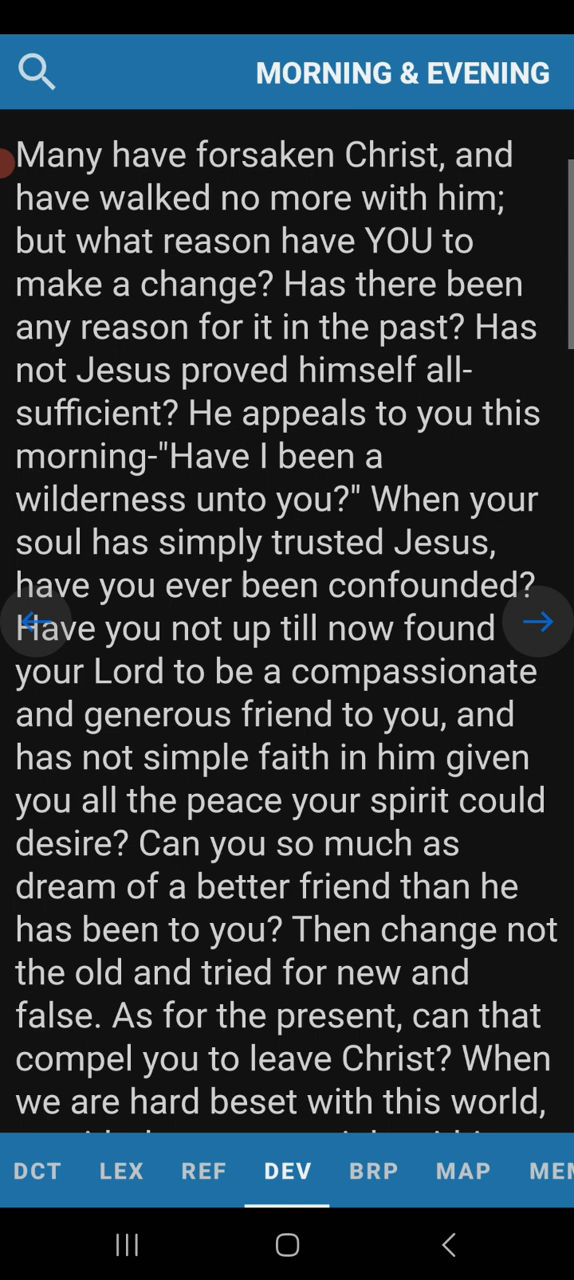 MORNING & EVENING
Many have forsaken Christ, and
have walked no more with him;
but what reason have YOU to
make a change? Has there been
any reason for it in the past? Has
not Jesus proved himself all-
sufficient? He appeals to you this
morning-"Have I been a
wilderness unto you?" When your
soul has simply trusted Jesus,
have you ever been confounded?
Have you not up till now found
your Lord to be a compassionate
and generous friend to you, and
has not simple faith in him given
you all the peace your spirit could
desire? Can you so much as
dream of a better friend than he
has been to you? Then change not
the old and tried for new and
false. As for the present, can that
compel you to leave Christ? When
we are hard beset with this world,
DCT LEX REF DEV BRP MAP